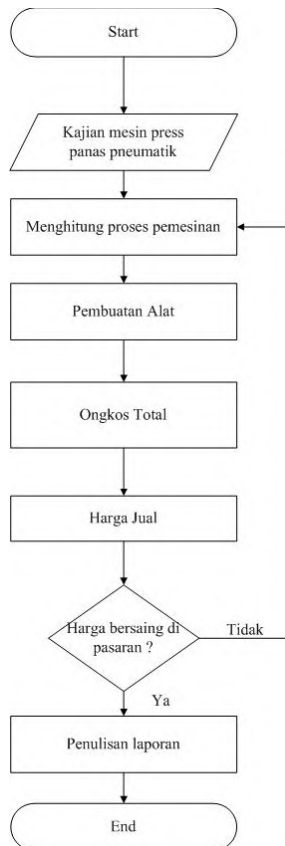 Start
Kajian mesin press
panas pneumatik
Menghitung proses pemesinan
Pembuatan Alat
Ongkos Total
Harga Jual
Harga bersaing di
pasaran ?
Tidak
Ya
Penulisan laporan
End